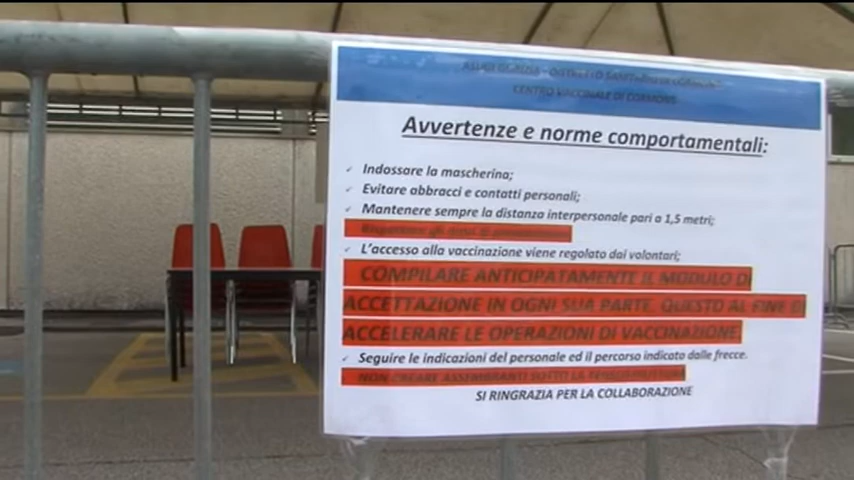 CENTRO VACCINALE DI CORMONS
Avvertenze e norme comportamentali:
✓ Indossare la mascherina;
✓ Evitare abbracci e contatti personali;
✓ Mantenere sempre la distanza interpersonale pari a 1,5 metri;
✓ L'accesso alla vaccinazione viene regolato dai volontari;
COMPILARE ANTICIPATAMENTE IL MODULO DI
ACCETTAZIONE IN OGNI SUA PARTE. QUESTO AL FINE DI
ACCELERARE LE OPERAZIONI DI VACCINAZIONE.
✓ Seguire le indicazioni del personale ed il percorso indicato dalle frecce.
NON CREARE ASSEMBRANTI SOTTO LA
SI RINGRAZIA PER LA COLLABORAZIONE